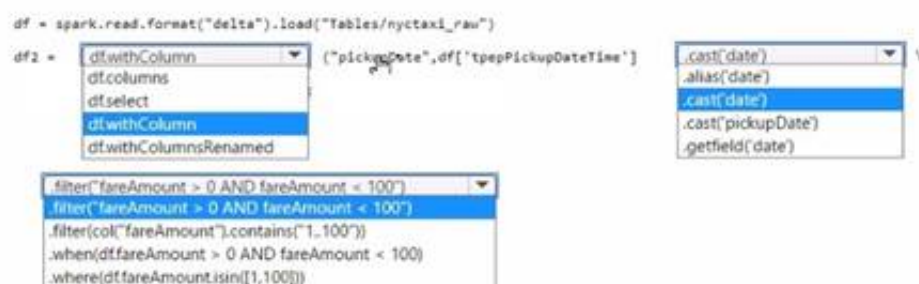 df = spark.read.format("delta").load("Tables/nyctaxi_raw")
df2 = df.withColumn ("pickupDate",df['tpepPickupDateTime'] .cast('date') \
df.columns
df.select
df.withColumn
df.withColumnsRenamed
.alias('date')
.cast('date')
.cast('pickupDate')
.getfield('date')
.filter("fareAmount > 0 AND fareAmount < 100")
.filter("fareAmount > 0 AND fareAmount < 100")
.filter(col("fareAmount").contains("1..100"))
.when(df.fareAmount > 0 AND fareAmount < 100)
.where(df.fareAmount.isin([1,100]))